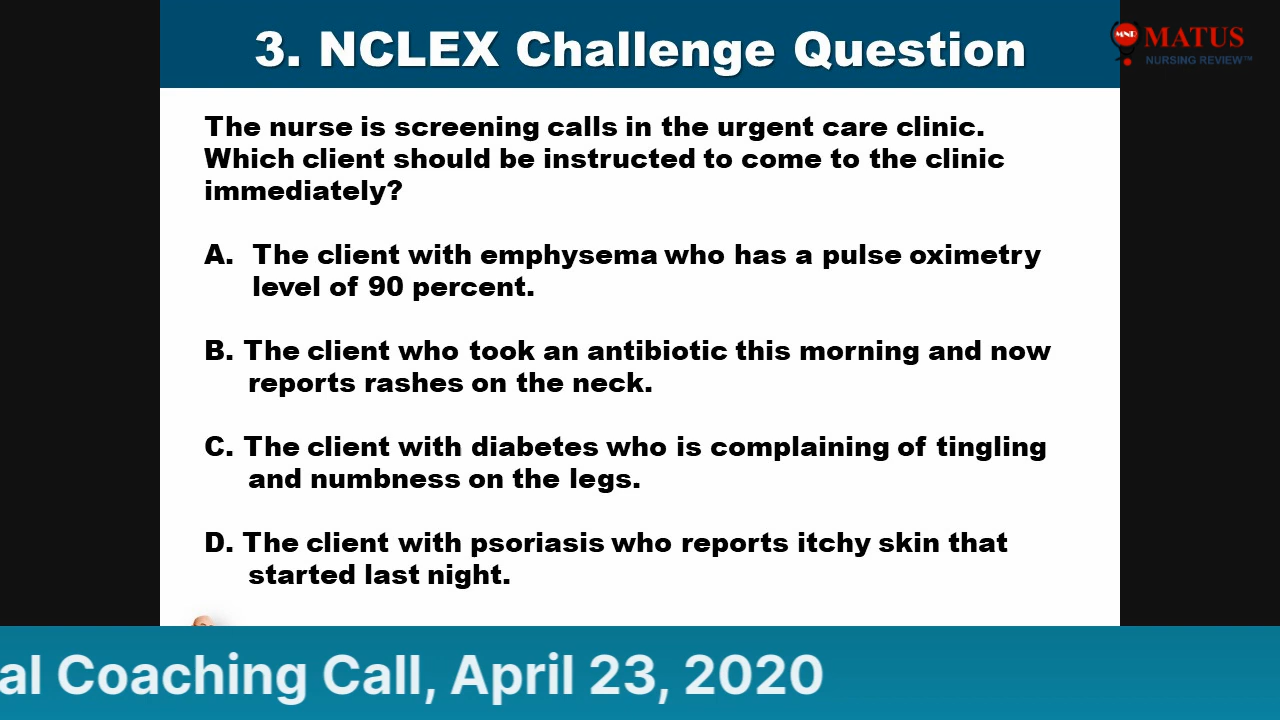 3. NCLEX Challenge Question
MNR MATUS
NURSING REVIEW™
The nurse is screening calls in the urgent care clinic.
Which client should be instructed to come to the clinic
immediately?
A. The client with emphysema who has a pulse oximetry
level of 90 percent.
B. The client who took an antibiotic this morning and now
reports rashes on the neck.
C. The client with diabetes who is complaining of tingling
and numbness on the legs.
D. The client with psoriasis who reports itchy skin that
started last night.
al Coaching Call, April 23, 2020